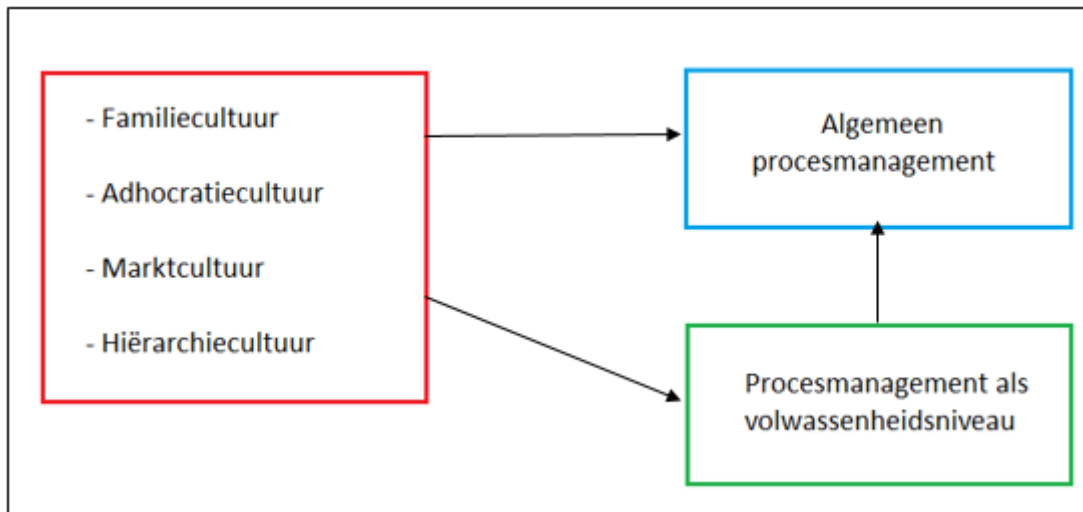 - Familiecultuur
- Adhocratiecultuur
- Marktcultuur
- Hiërarchiecultuur
Algemeen
procesmanagement
Procesmanagement als
volwassenheidsniveau